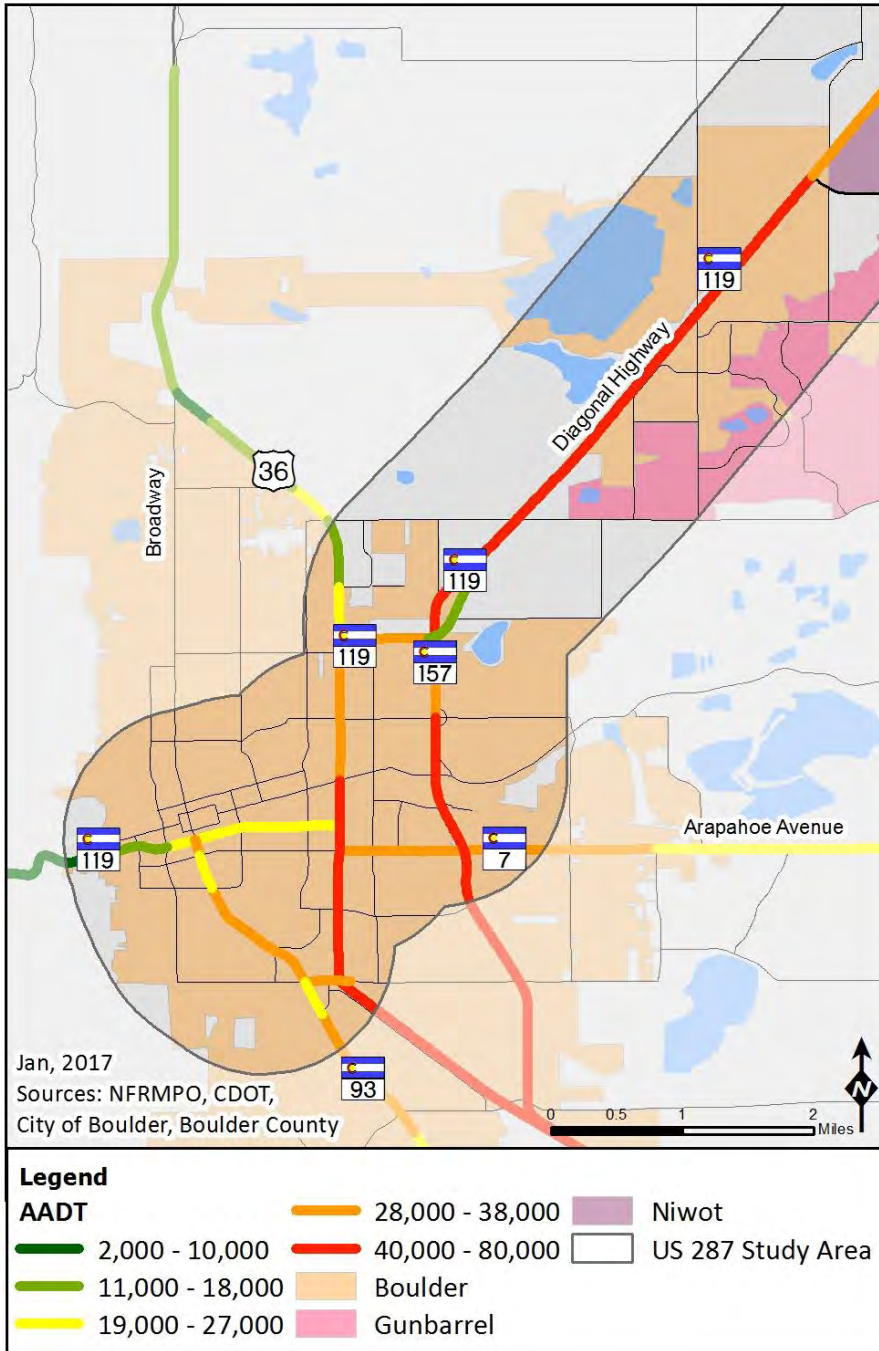 119
Diagonal Highway
36
Broadway
119
119
157
Arapahoe Avenue
119
7
93
Jan, 2017
Sources: NFRMPO, CDOT,
City of Boulder, Boulder County
N
0 0.5 1 2
Miles
Legend
AADT
2,000 - 10,000
11,000 - 18,000
19,000 - 27,000
28,000 - 38,000
40,000 - 80,000
Boulder
Gunbarrel
Niwot
US 287 Study Area